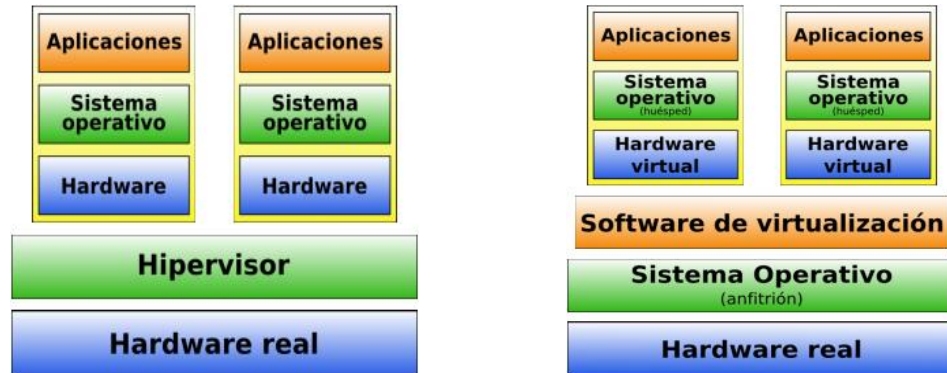 Aplicaciones
Sistema
operativo
Hardware
Aplicaciones
Sistema
operativo
Hardware
Hipervisor
Hardware real
Aplicaciones
Sistema
operativo
(huésped)
Hardware
virtual
Aplicaciones
Sistema
operativo
(huésped)
Hardware
virtual
Software de virtualización
Sistema Operativo
(anfitrión)
Hardware real